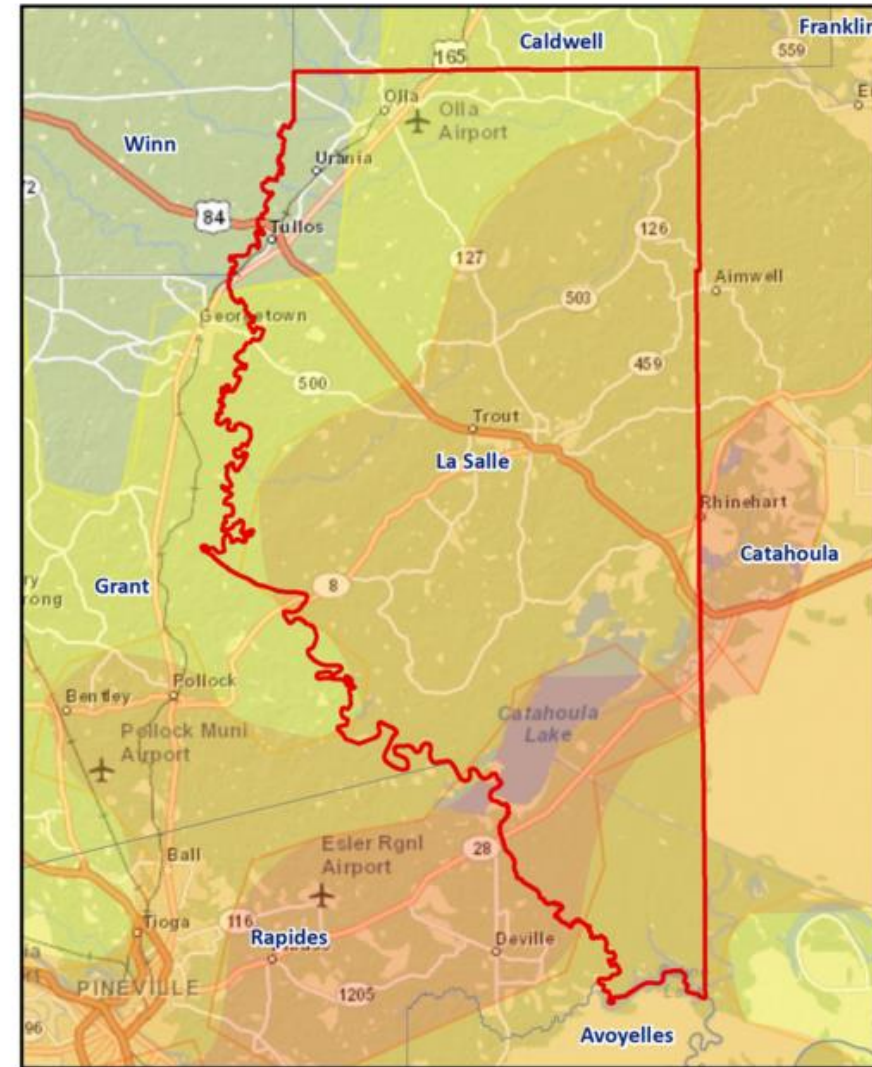 Franklin
Caldwell
165
559
Olla
Olla
Airport
Winn
Urania
84
Tullos
126
127
Aimwell
503
Georgetown
459
500
Trout
La Salle
Rhinehart
Catahoula
Grant
8
Pollock
Bentley
Catahoula
Lake
Pollock Muni
Airport
Esler Rgnl
Airport
28
Ball
116
Tioga
Rapides
Deville
PINEVILLE
1205
96
Avoyelles